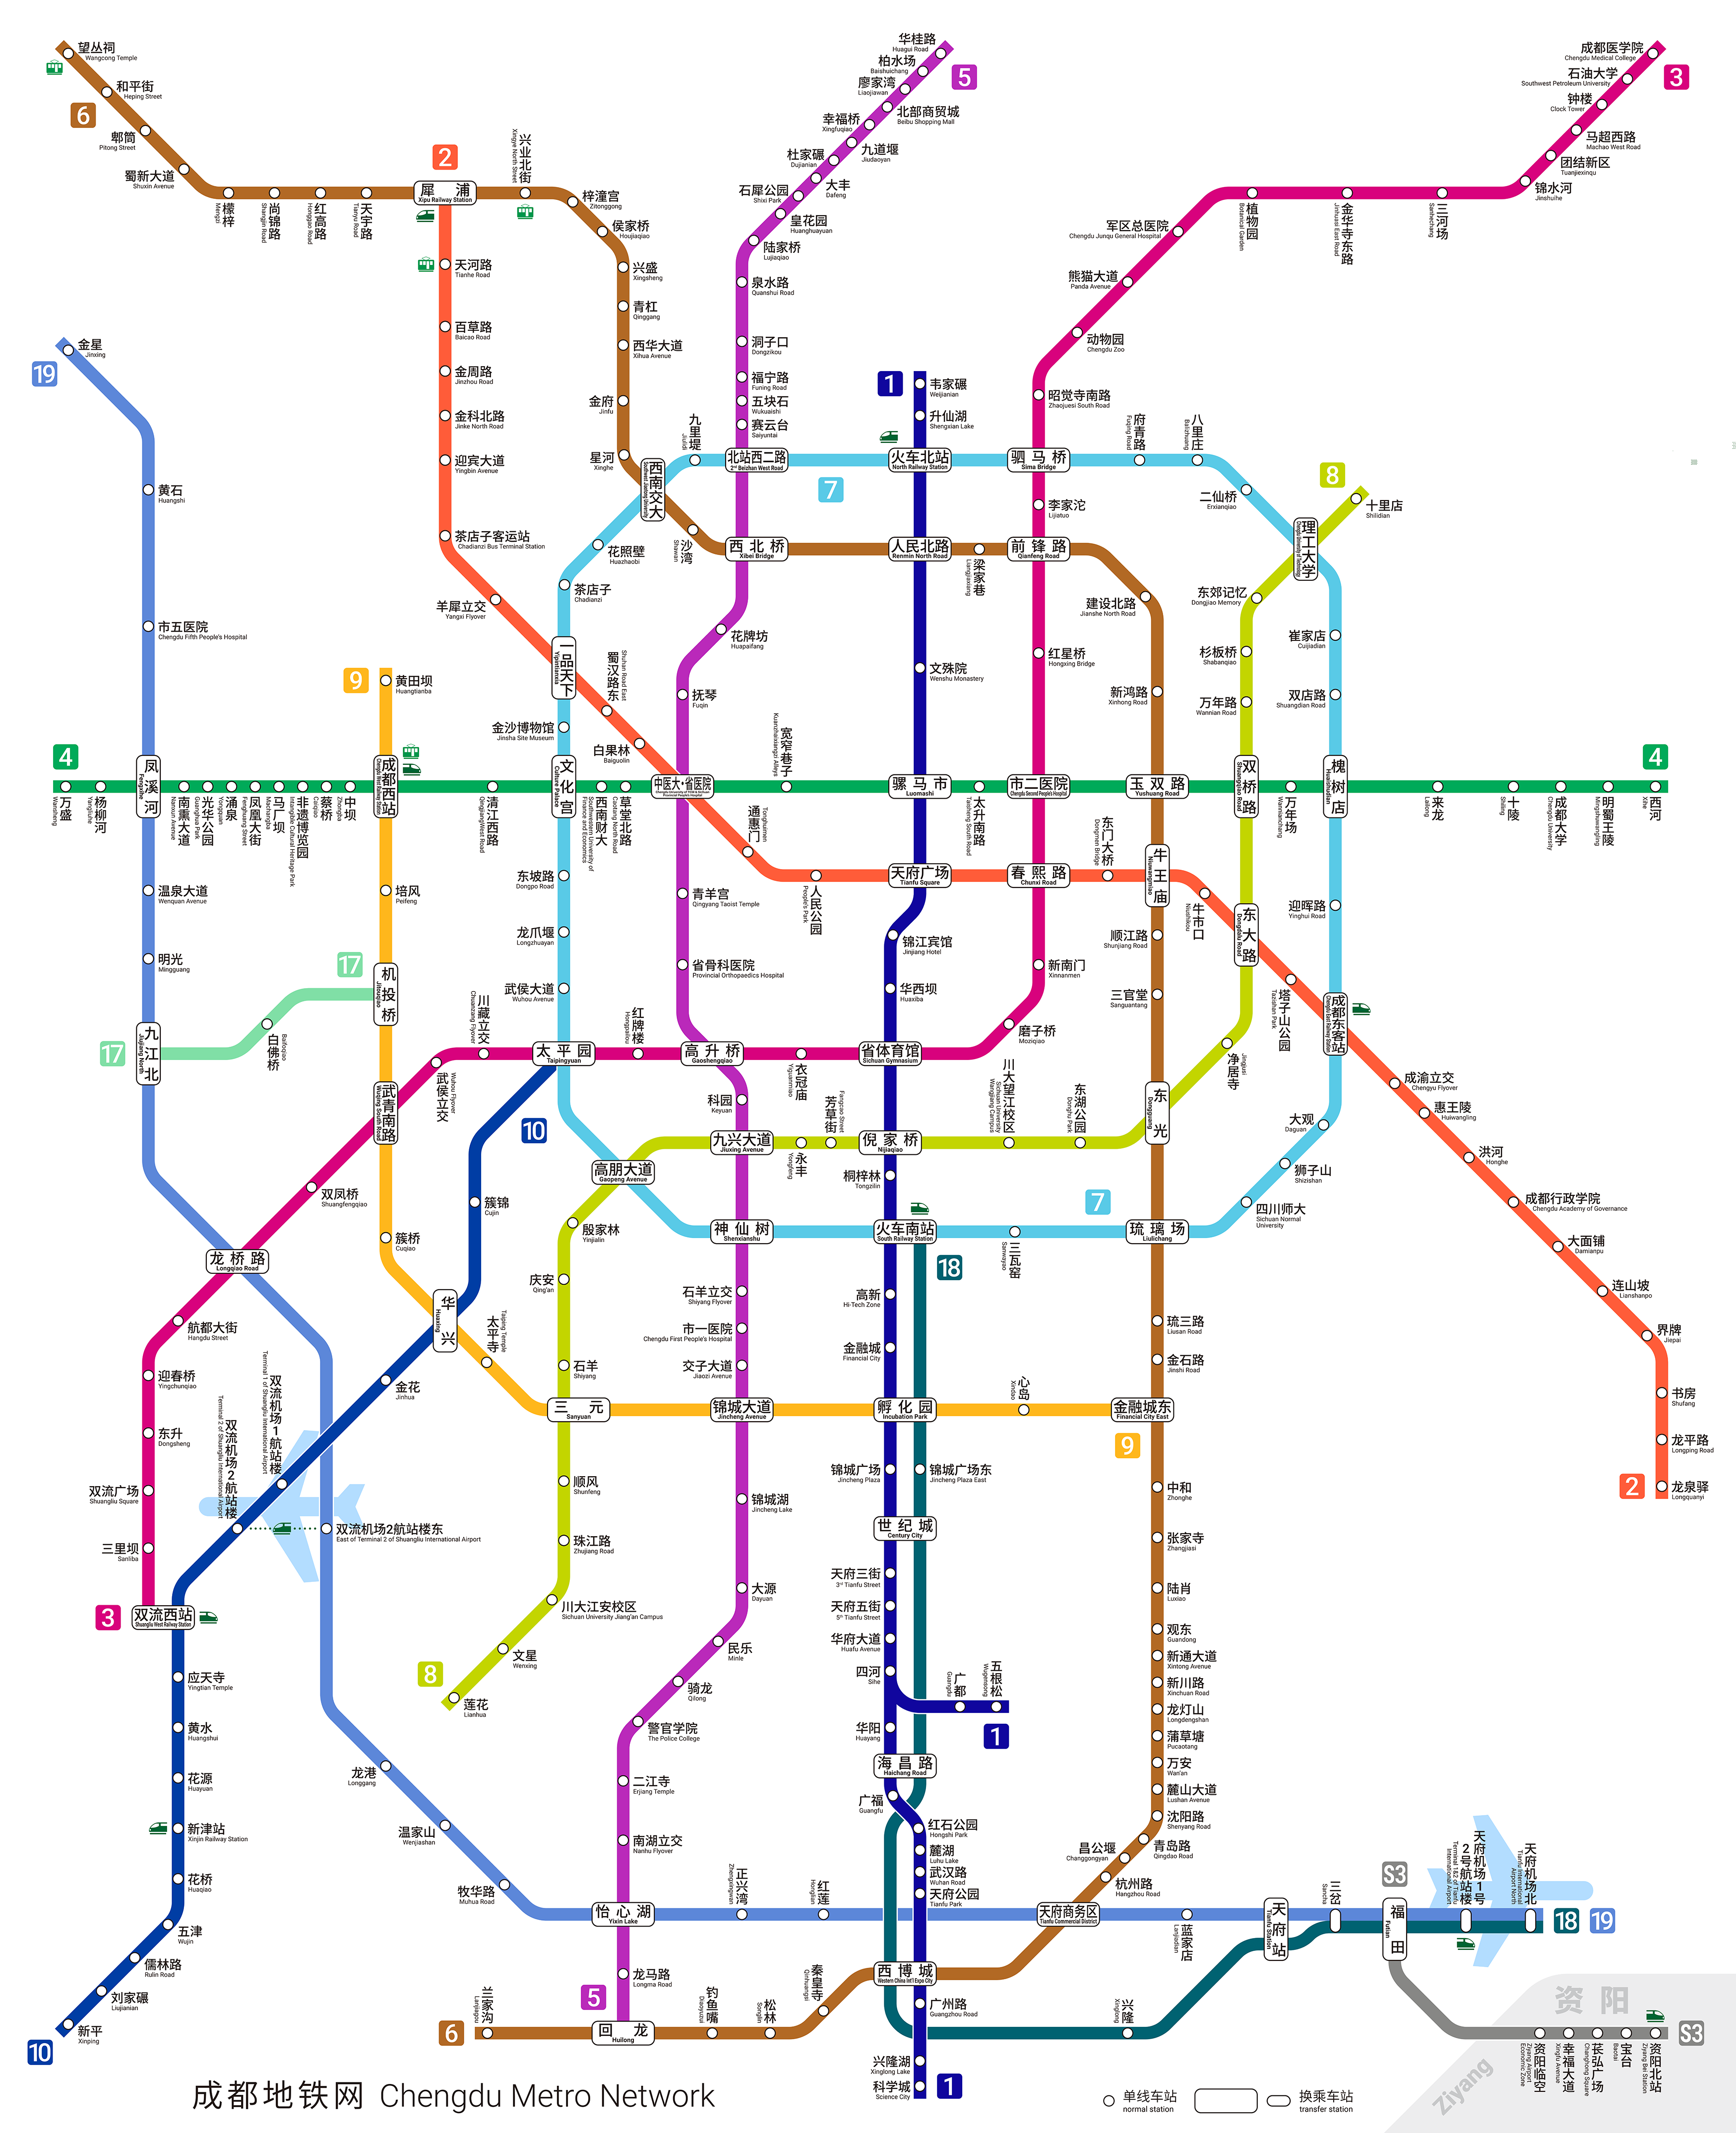 望丛祠
Wangcong Temple
和平街
Heping Street
6
郫筒
Pitong Street
蜀新大道
Shuxin Avenue
檬梓
Mengzi
尚锦路
Shangjin Road
红高路
Honggao Road
天宇路
Tianyu Road
2
犀浦
Xipu Railway Station
兴业北街
Xingye North Street
梓潼宫
Zitonggong
侯家桥
Houjiaqiao
兴盛
Xingsheng
青杠
Qinggang
西华大道
Xihua Avenue
金府
Jinfu
星河
Xinghe
西南交大
Southwest Jiaotong University
沙湾
Shawan
天河路
Tianhe Road
百草路
Baicao Road
金周路
Jinzhou Road
金科北路
Jinke North Road
迎宾大道
Yingbin Avenue
茶店子客运站
Chadianzi Bus Terminal Station
羊犀立交
Yangxi Flyover
华桂路
Huagui Road
5
柏水场
Baishuichang
廖家湾
Liaojiawan
北部商贸城
Beibu Shopping Mall
幸福桥
Xingfuqiao
九道堰
Jiudaoyan
杜家碾
Dujianian
大丰
Dafeng
石犀公园
Shixi Park
皇花园
Huanghuayuan
陆家桥
Lujiaqiao
泉水路
Quanshui Road
洞子口
Dongzikou
福宁路
Funing Road
五块石
Wukuaishi
赛云台
Saiyuntai
成都医学院
Chengdu Medical College
3
石油大学
Southwest Petroleum University
钟楼
Clock Tower
马超西路
Machao West Road
团结新区
Tuanjiexinqu
锦水河
Jinshuihe
三河场
Sanhechang
金华寺东路
Jinhuasi East Road
植物园
Botanical Garden
军区总医院
Chengdu Junqu General Hospital
熊猫大道
Panda Avenue
动物园
Chengdu Zoo
昭觉寺南路
Zhaojuesi South Road
1
韦家碾
Weijianian
升仙湖
Shengxian Lake
九里堤
Jiulidi
北站西二路
2nd Beizhan West Road
7
火车北站
North Railway Station
驷马桥
Sima Bridge
府青路
Fuqing Road
八里庄
Balizhuang
二仙桥
Erxianqiao
8
十里店
Shilidian
理工大学
Chengdu University of Technology
李家沱
Lijiatuo
西北桥
Xibei Bridge
人民北路
Renmin North Road
梁家巷
Liangjiaxiang
前锋路
Qianfeng Road
建设北路
Jianshe North Road
东郊记忆
Dongjiao Memory
花照壁
Huazhaobi
茶店子
Chadianzi
花牌坊
Huapaifang
抚琴
Fuqin
文殊院
Wenshu Monastery
红星桥
Hongxing Bridge
新鸿路
Xinhong Road
杉板桥
Shabanqiao
万年路
Wannian Road
崔家店
Cuijiadian
双店路
Shuangdian Road
一品天下
Yipintianxia
蜀汉路东
Shuhan Road East
金沙博物馆
Jinsha Site Museum
白果林
Baiguolin
19
金星
Jinxing
黄石
Huangshi
市五医院
Chengdu Fifth People's Hospital
9
黄田坝
Huangtianba
4
万盛
Wansheng
杨柳河
Yangliuhe
凤溪河
Fengxihe
南熏大道
Nanxun Avenue
光华公园
Guanghua Park
涌泉
Yongquan
凤凰大街
Fenghuang Street
马厂坝
Machangba
非遗博览园
Intangible Cultural Heritage Park
蔡桥
Caiqiao
中坝
Zhongba
成都西站
Chengdu West Railway Station
清江西路
Qingjiang West Road
文化宫
Culture Palace
西南财大
Southwestern University of
Finance and Economics
草堂北路
Caotang North Road
中医大·省医院
Chengdu University of TCM & Sichuan
Provincial People's Hospital
宽窄巷子
Kuanzhaixiangzi Alleys
骡马市
Luomashi
太升南路
Taisheng South Road
市二医院
Chengdu Second People's Hospital
玉双路
Yushuang Road
双桥路
Shuangqiao Road
万年场
Wannianchang
槐树店
Huaishudian
来龙
Lailong
十陵
Shiling
成都大学
Chengdu University
明蜀王陵
Mingshuwangling
西河
Xihe
4
通惠门
Tonghuimen
人民公园
People's Park
天府广场
Tianfu Square
春熙路
Chunxi Road
东门大桥
Dongmen Bridge
牛王庙
Niuwangmiao
牛市口
Niushikou
东大路
Dongdalu Road
塔子山公园
Tazishan Park
成都东客站
Chengdu East Railway Station
迎晖路
Yinghui Road
温泉大道
Wenquan Avenue
明光
Mingguang
培风
Peifeng
东坡路
Dongpo Road
龙爪堰
Longzhuayan
武侯大道
Wuhou Avenue
青羊宫
Qingyang Taoist Temple
省骨科医院
Provincial Orthopaedics Hospital
锦江宾馆
Jinjiang Hotel
华西坝
Huaxiba
新南门
Xinnanmen
磨子桥
Moziqiao
顺江路
Shunjiang Road
三官堂
Sanguantang
17
机投桥
Jitouqiao
白佛桥
Baifoqiao
17
九江北
Jiujiang North
武青南路
Wuqing South Road
武侯立交
Wuhou Flyover
川藏立交
Chuanzang Flyover
太平园
Taipingyuan
红牌楼
Hongpailou
高升桥
Gaoshengqiao
衣冠庙
Yiguanmiao
省体育馆
Sichuan Gymnasium
净居寺
Jingjusi
成渝立交
Chengyu Flyover
惠王陵
Huiwangling
洪河
Honghe
成都行政学院
Chengdu Academy of Governance
大面铺
Damianpu
连山坡
Lianshanpo
界牌
Jiepai
书房
Shufang
龙平路
Longping Road
2
龙泉驿
Longquanyi
10
科园
Keyuan
九兴大道
Jiuxing Avenue
永丰
Yongfeng
芳草街
Fangcao Street
倪家桥
Nijiaqiao
川大望江校区
Sichuan University
Wangjiang Campus
东湖公园
Donghu Park
东光
Dongguang
大观
Daguan
狮子山
Shizishan
四川师大
Sichuan Normal
University
高朋大道
Gaopeng Avenue
桐梓林
Tongzilin
神仙树
Shenxianshu
火车南站
South Railway Station
18
三瓦窑
Sanwayao
7
琉璃场
Liulichang
双凤桥
Shuangfengqiao
簇锦
Cujin
簇桥
Cuqiao
龙桥路
Longqiao Road
殷家林
Yinjialin
庆安
Qing'an
石羊
Shiyang
石羊立交
Shiyang Flyover
市一医院
Chengdu First People's Hospital
交子大道
Jiaozi Avenue
高新
Hi-Tech Zone
金融城
Financial City
琉三路
Liusan Road
金石路
Jinshi Road
华兴
Huaxing
太平寺
Taiping Temple
金花
Jinhua
航都大街
Hangdu Street
迎春桥
Yingchunqiao
东升
Dongsheng
双流广场
Shuangliu Square
三里坝
Sanliba
3
双流西站
Shuangliu West Railway Station
双流机场1航站楼
Terminal 1 of Shuangliu International Airport
双流机场2航站楼
Terminal 2 of Shuangliu International Airport
双流机场2航站楼东
East of Terminal 2 of Shuangliu International Airport
三元
Sanyuan
锦城大道
Jincheng Avenue
孵化园
Incubation Park
心岛
Xindao
金融城东
Financial City East
9
顺风
Shunfeng
珠江路
Zhujiang Road
川大江安校区
Sichuan University Jiang'an Campus
文星
Wenxing
8
莲花
Lianhua
锦城湖
Jincheng Lake
大源
Dayuan
民乐
Minle
骑龙
Qilong
警官学院
The Police College
二江寺
Erjiang Temple
南湖立交
Nanhu Flyover
锦城广场
Jincheng Plaza
锦城广场东
Jincheng Plaza East
世纪城
Century City
天府三街
3rd Tianfu Street
天府五街
5th Tianfu Street
华府大道
Huafu Avenue
四河
Sihe
广都
Guangdu
五根松
Wugensong
1
华阳
Huayang
海昌路
Haichang Road
广福
Guangfu
红石公园
Hongshi Park
麓湖
Luhu Lake
武汉路
Wuhan Road
天府公园
Tianfu Park
中和
Zhonghe
张家寺
Zhangjiasi
陆肖
Luxiao
观东
Guandong
新通大道
Xintong Avenue
新川路
Xinchuan Road
龙灯山
Longdengshan
蒲草塘
Pucaotang
万安
Wan'an
麓山大道
Lushan Avenue
沈阳路
Shenyang Road
青岛路
Qingdao Road
昌公堰
Changgongyan
杭州路
Hangzhou Road
应天寺
Yingtian Temple
黄水
Huangshui
花源
Huayuan
新津站
Xinjin Railway Station
花桥
Huaqiao
五津
Wujin
儒林路
Rulin Road
刘家碾
Liujianian
新平
Xinping
10
龙港
Longgang
温家山
Wenjiashan
牧华路
Muhua Road
怡心湖
Yixin Lake
正兴湾
Zhengxingwan
红莲
Honglian
天府商务区
Tianfu Commercial District
蓝家店
Lanjiadian
天府站
Tianfu Station
三岔
Sancha
S3
福田
Futian
天府机场1号
2号航站楼
Terminal 1&2 of Tianfu
International Airport
天府机场北
Tianfu International
Airport North
18
19
龙马路
Longma Road
5
6
兰家沟
Lanjiagou
回龙
Huilong
钓鱼嘴
Diaoyuzui
松林
Songlin
秦皇寺
Qinhuangsi
西博城
Western China Int'l Expo City
广州路
Guangzhou Road
兴隆
Xinglong
兴隆湖
Xinglong Lake
科学城
Science City
1
资阳
Ziyang
资阳临空
Ziyang Airport
Economic Zone
幸福大道
Xingfu Avenue
苌弘广场
Changhong Square
宝台
Baotai
资阳北站
Ziyang Bei Station
S3
成都地铁网 Chengdu Metro Network
单线车站
normal station
换乘车站
transfer station